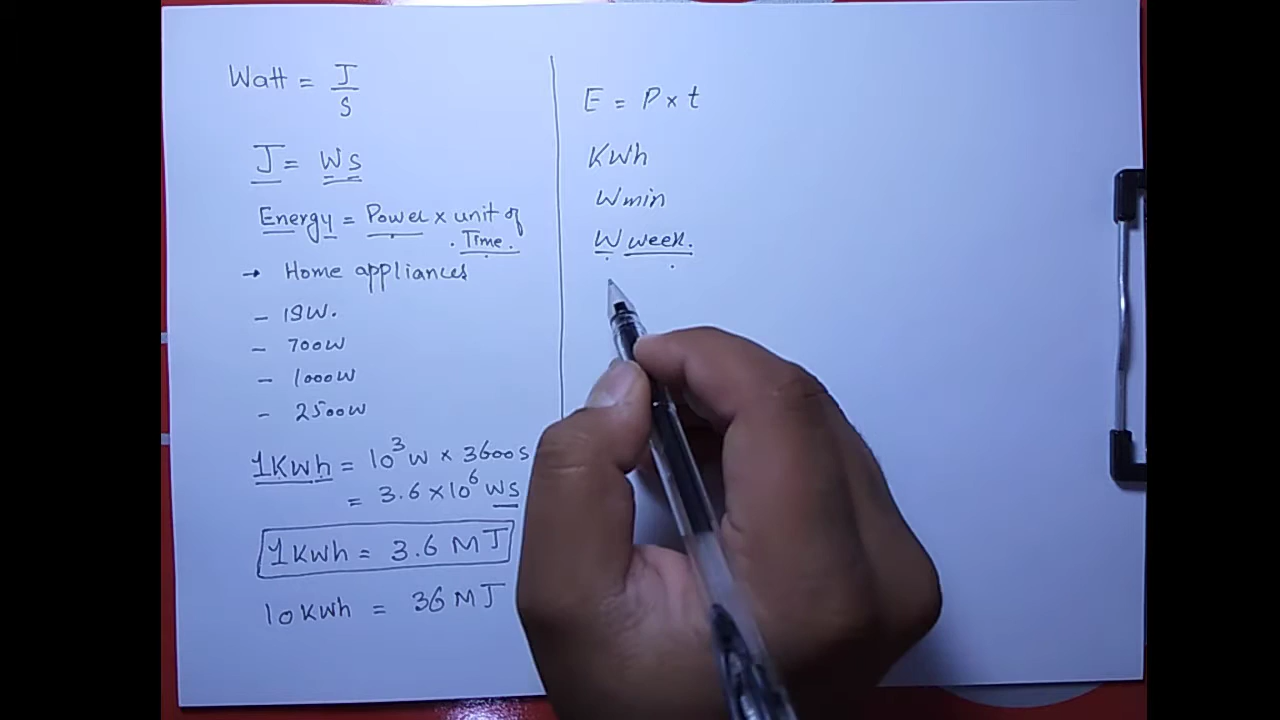 Watt = J
S
J = WS
Energy = Power x unit of
Time.
→ Home appliances
- 19W.
- 700W
- 1000W
- 2500W
1KWh = 10³W x 3600s
= 3.6 x 10⁶ WS
1KWh = 3.6 MJ
10KWh = 36 MJ
E = P x t
KWh
Wmin
W week.